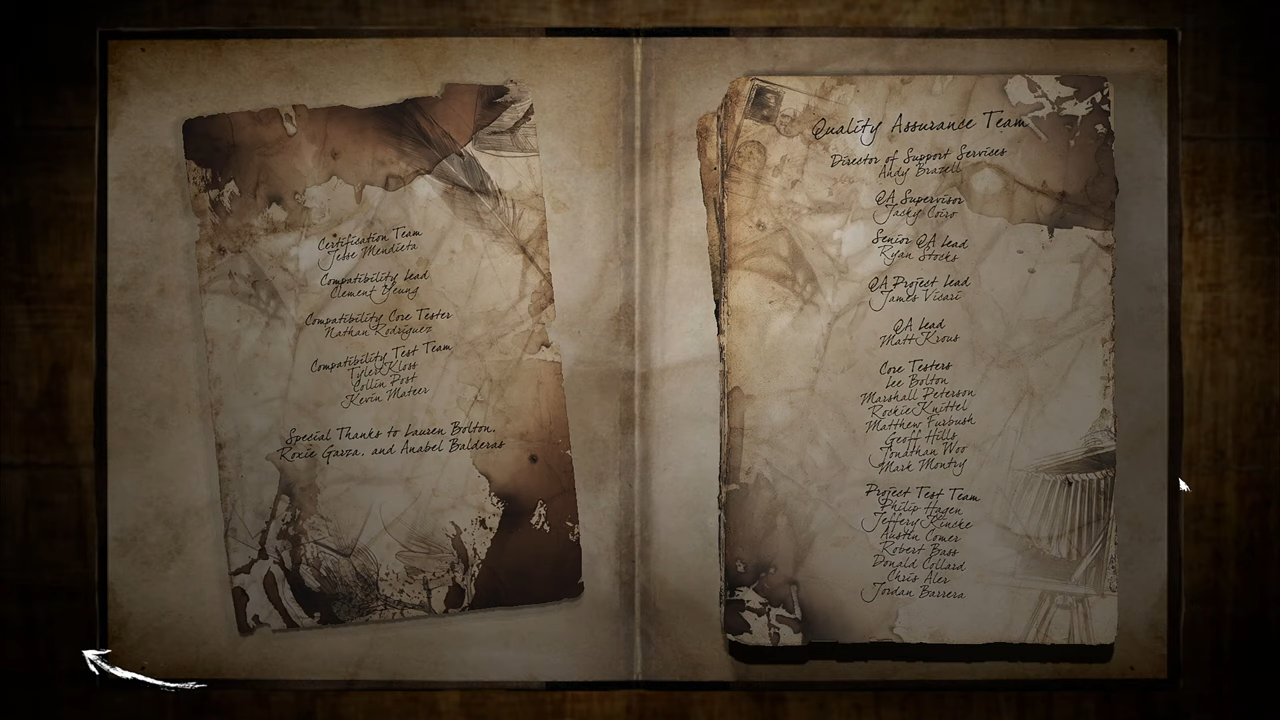 Certification Team
Jesse Mendieta
Compatibility Lead
Clement Yeung
Compatibility Core Tester
Nathan Rodriguez
Compatibility Test Team
Tyler Kloss
Collin Post
Kevin Mateer
Special Thanks to Lauren Bolton,
Roxie Garza, and Anabel Balderas
Quality Assurance Team
Director of Support Services
Andy Brazell
QA Supervisor
Jacky Coiro
Senior QA Lead
Ryan Stocks
QA Project Lead
James Vicari
QA Lead
Matt Krous
Core Testers
Lee Bolton
Marshall Peterson
Rockie Knittel
Matthew Furbush
Geoff Hills
Jonathan Woo
Mark Montry
Project Test Team
Philip Hagen
Jeffery Kincke
Austin Comer
Robert Bass
Donald Collard
Chris Aler
Jordan Barrera